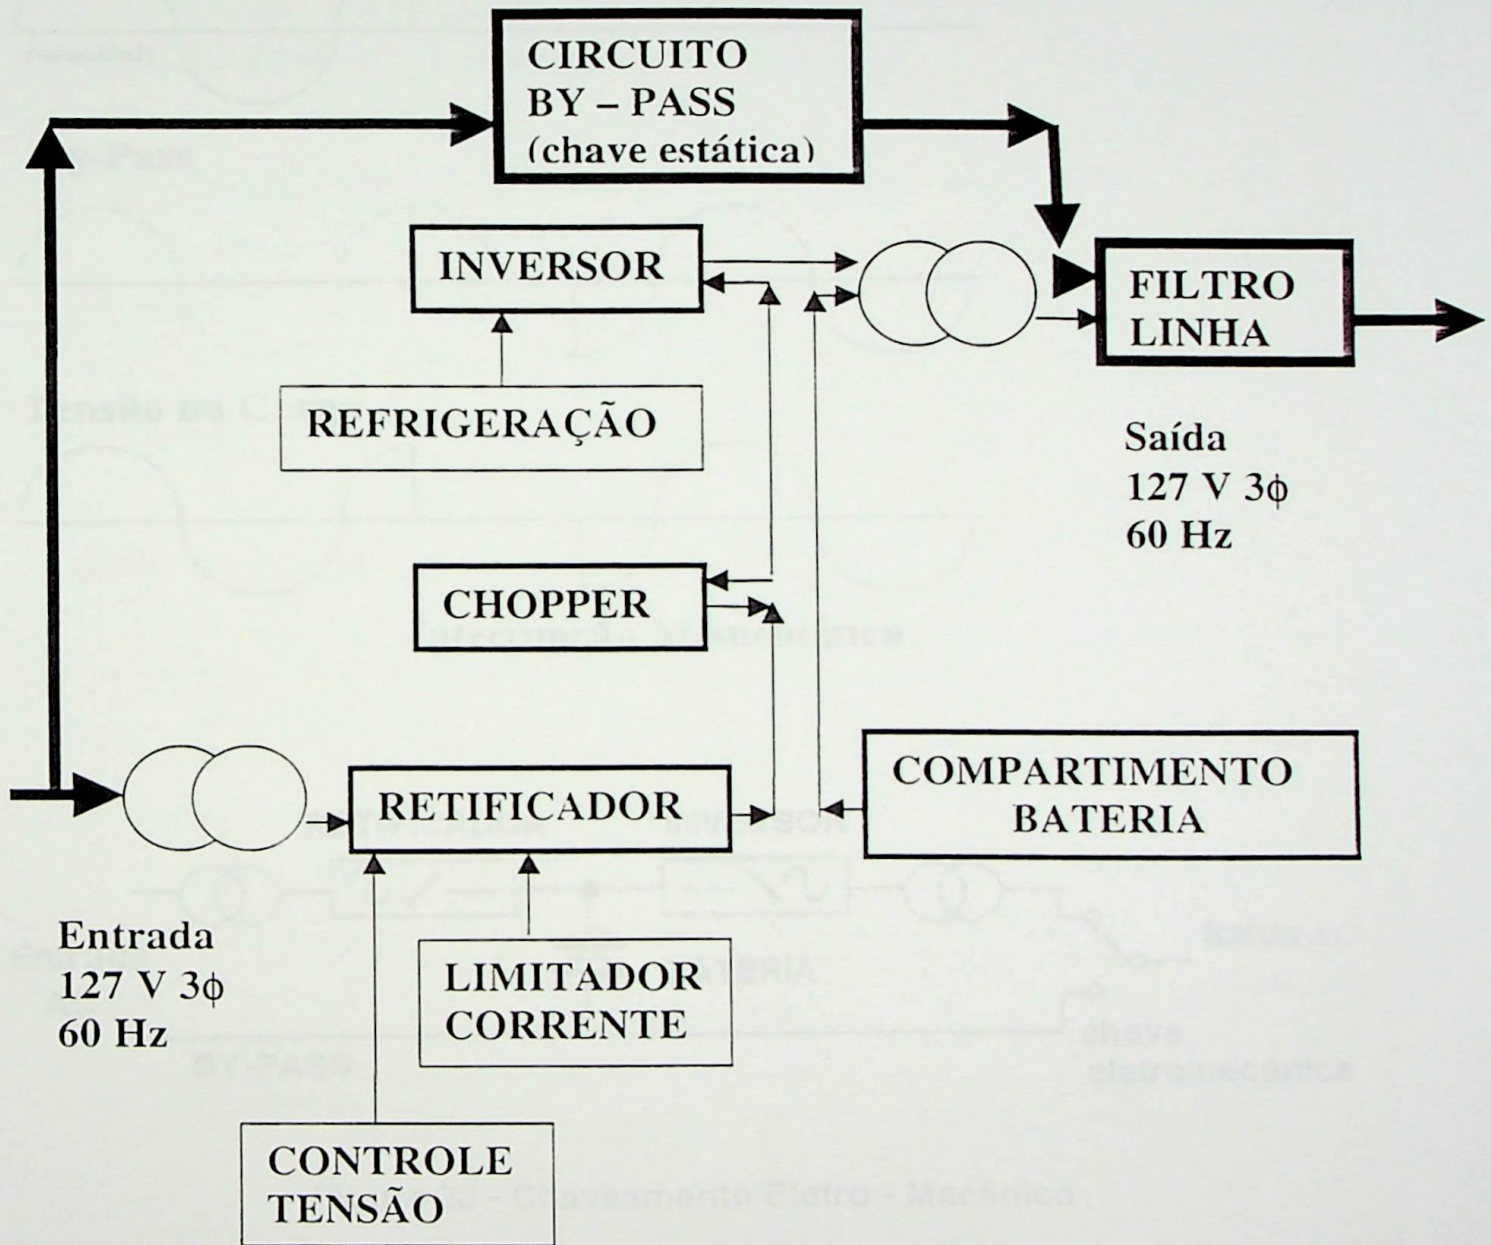 CIRCUITO
BY – PASS
(chave estática)
INVERSOR
FILTRO
LINHA
REFRIGERAÇÃO
Saída
127 V 3ϕ
60 Hz
CHOPPER
RETIFICADOR
COMPARTIMENTO
BATERIA
Entrada
127 V 3ϕ
60 Hz
LIMITADOR
CORRENTE
CONTROLE
TENSÃO